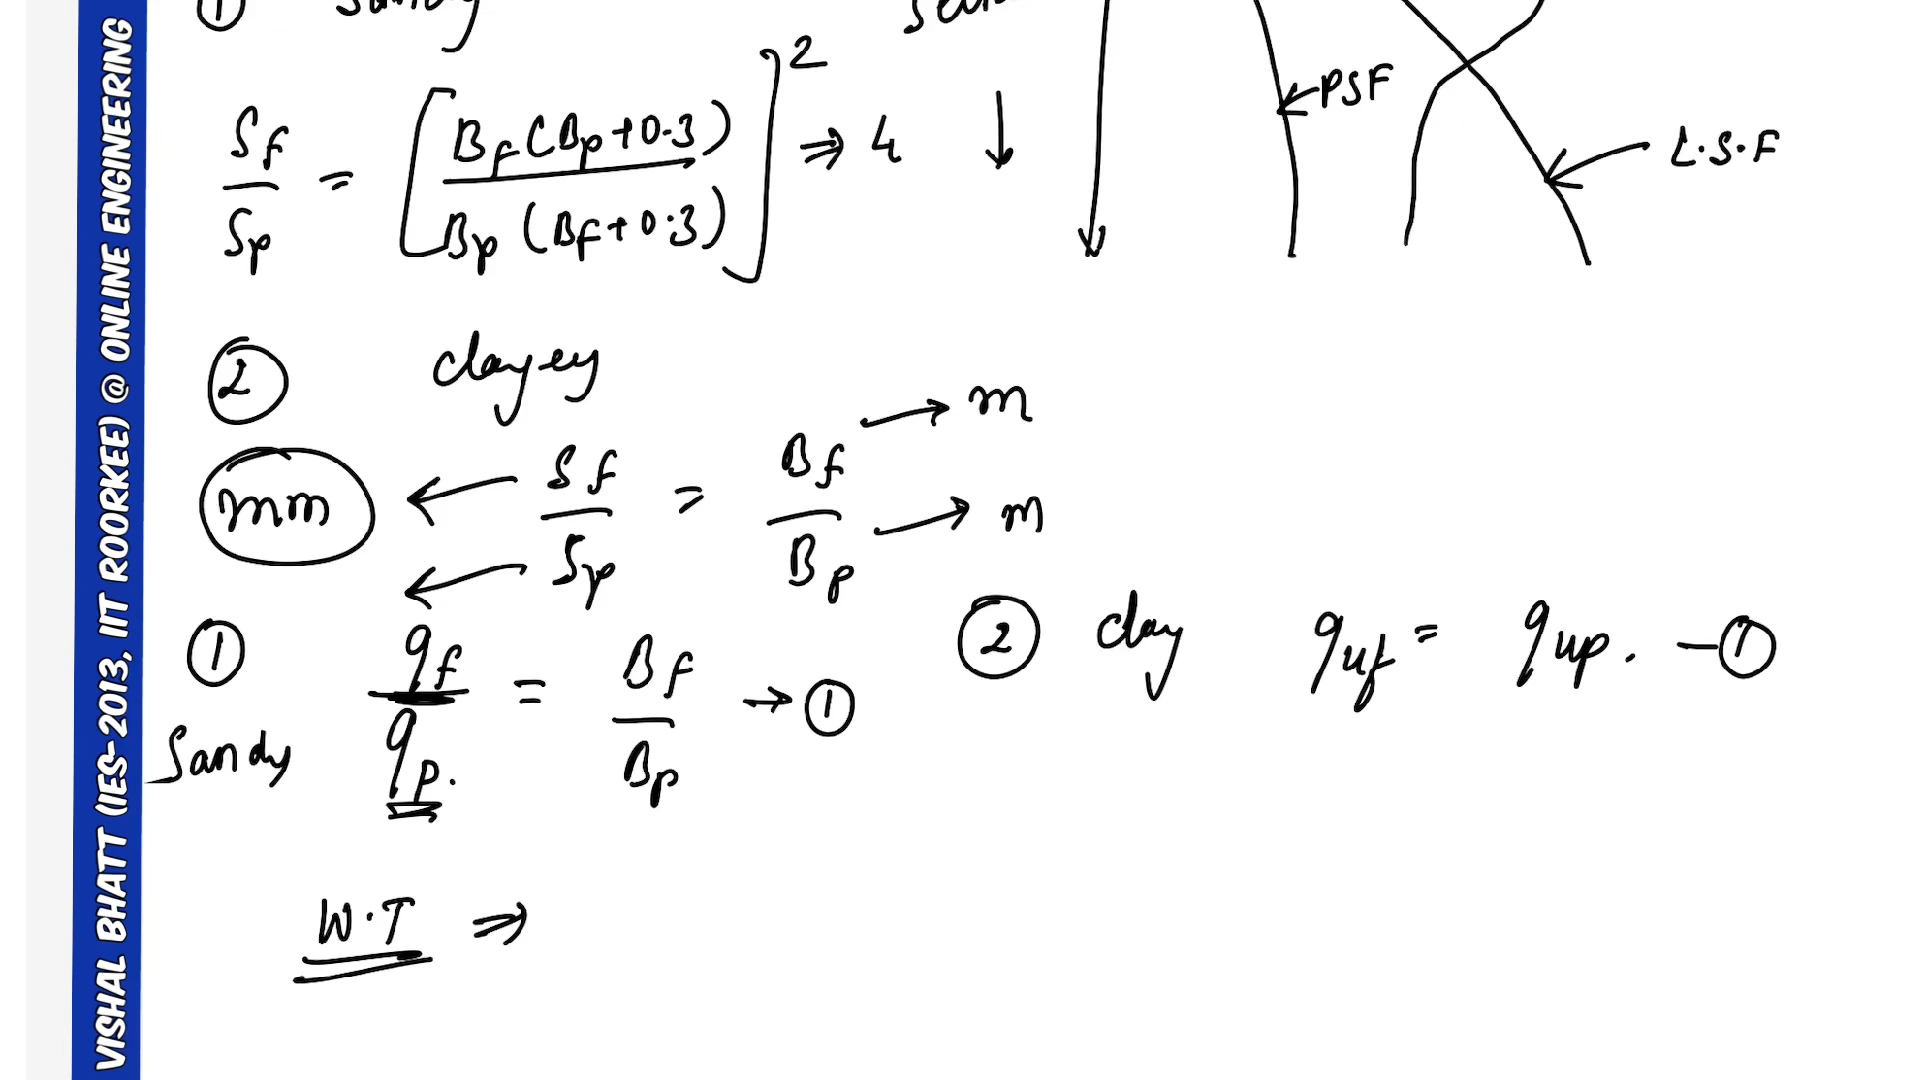 VISHAL BHATT (IES-2013, IIT ROORKEE) @ ONLINE ENGINEERING
① Sandy
Sf/Sp = [Bf(Bp+0.3) / Bp(Bf+0.3)]² ⇒ 4 ↓
PSF
L.S.F
② clayey
mm ← Sf/Sp = Bf/Bp → m
→ m
① Sandy qf/qp. = Bf/Bp → ①
② clay quf = qup. — ①
W.T ⇒